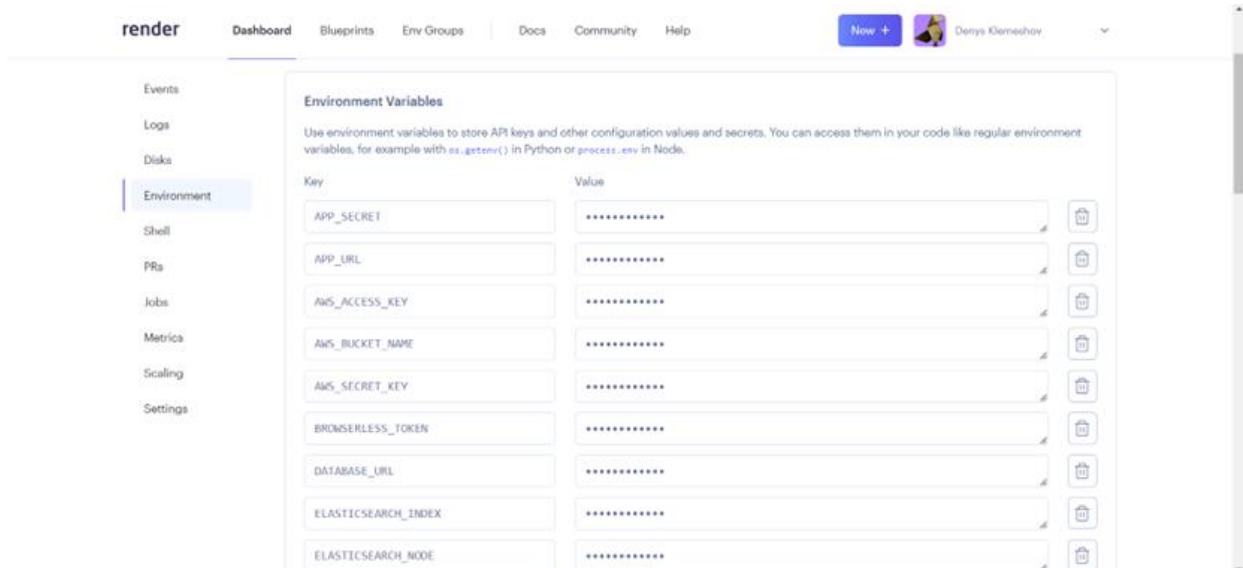 render Dashboard Blueprints Env Groups Docs Community Help New + Denys Klemeshov
Events
Logs
Disks
Environment
Shell
PRs
Jobs
Metrics
Scaling
Settings
Environment Variables
Use environment variables to store API keys and other configuration values and secrets. You can access them in your code like regular environment
variables, for example with os.getenv() in Python or process.env in Node.
Key Value
APP_SECRET ••••••••••••
APP_URL ••••••••••••
AWS_ACCESS_KEY ••••••••••••
AWS_BUCKET_NAME ••••••••••••
AWS_SECRET_KEY ••••••••••••
BROWSERLESS_TOKEN ••••••••••••
DATABASE_URL ••••••••••••
ELASTICSEARCH_INDEX ••••••••••••
ELASTICSEARCH_NODE ••••••••••••